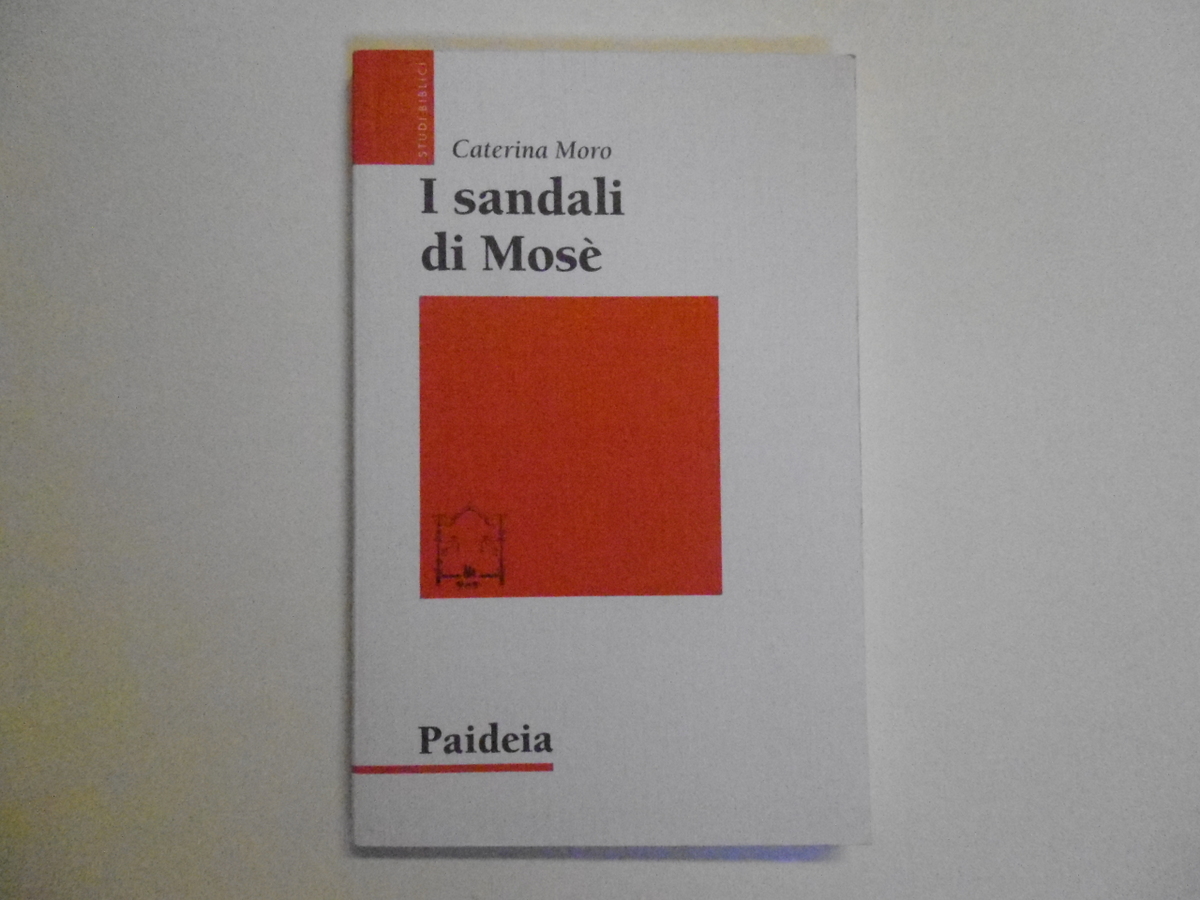 STUDI BIBLICI
Caterina Moro
I sandali
di Mosè
Paideia